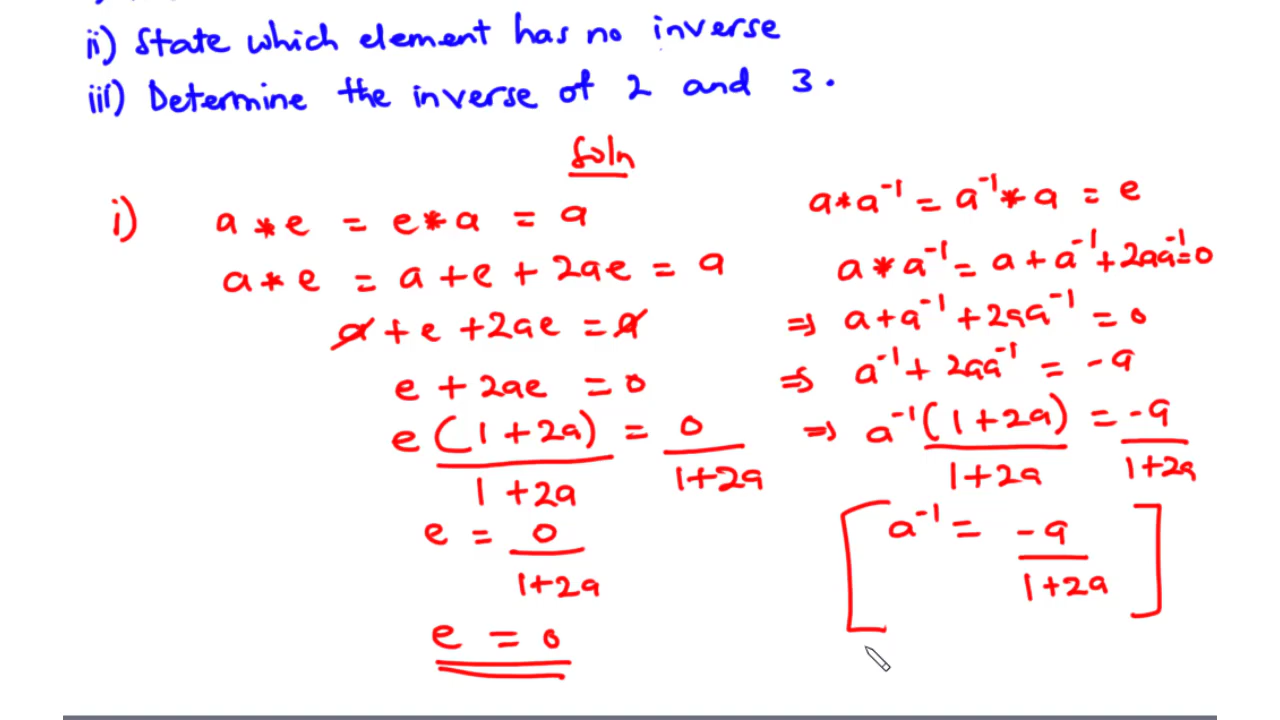 ii) State which element has no inverse
iii) Determine the inverse of 2 and 3.
Soln
i) a * e = e * a = a
a * e = a + e + 2ae = a
a + e + 2ae = a
e + 2ae = 0
e (1 + 2a) / 1 + 2a = 0 / 1 + 2a
e = 0 / 1 + 2a
e = 0
a * a⁻¹ = a⁻¹ * a = e
a * a⁻¹ = a + a⁻¹ + 2aa⁻¹ = 0
⇒ a + a⁻¹ + 2aa⁻¹ = 0
⇒ a⁻¹ + 2aa⁻¹ = -a
⇒ a⁻¹ (1 + 2a) / 1 + 2a = -a / 1 + 2a
[ a⁻¹ = -a / 1 + 2a ]